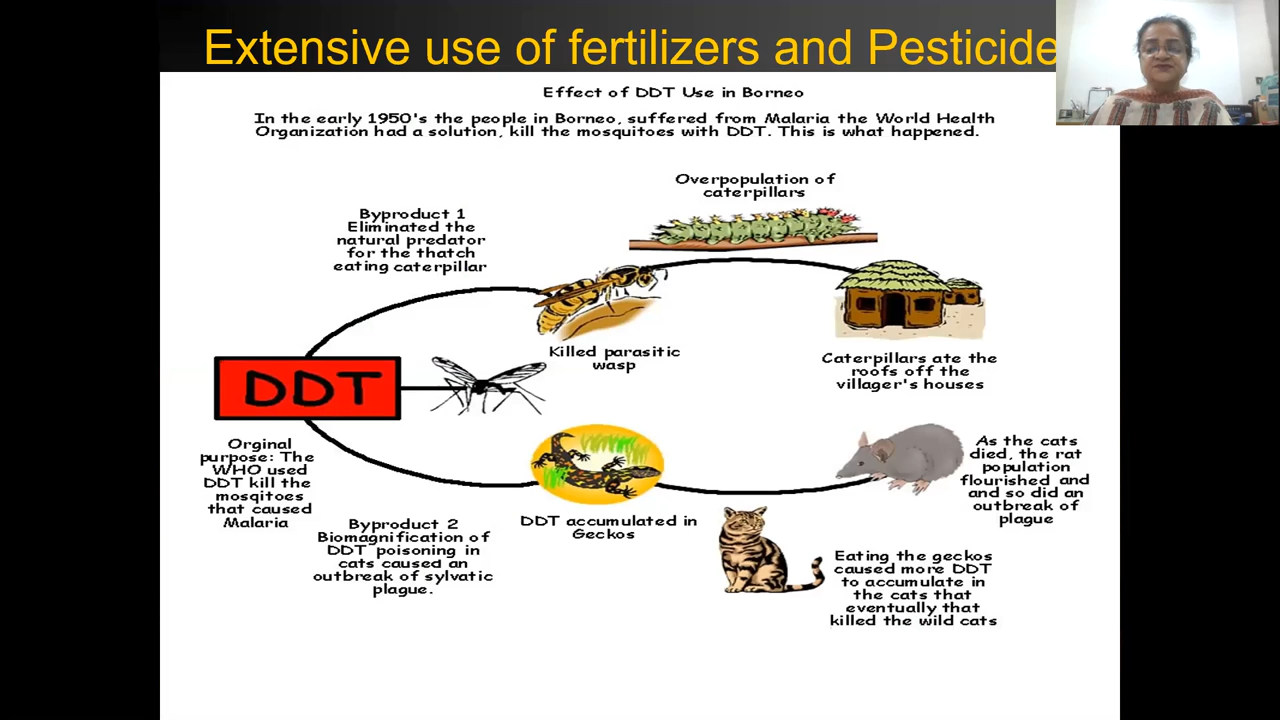 Extensive use of fertilizers and Pesticide
Effect of DDT Use in Borneo
In the early 1950's the people in Borneo, suffered from Malaria the World Health
Organization had a solution, kill the mosquitoes with DDT. This is what happened.
Overpopulation of
caterpillars
Byproduct 1
Eliminated the
natural predator
for the thatch
eating caterpillar
Killed parasitic
wasp
Caterpillars ate the
roofs off the
villager's houses
DDT
Orginal
purpose: The
WHO used
DDT kill the
mosqitoes
that caused
Malaria
Byproduct 2
Biomagnification of
DDT poisoning in
cats caused an
outbreak of sylvatic
plague.
DDT accumulated in
Geckos
As the cats
died, the rat
population
flourished and
and so did an
outbreak of
plague
Eating the geckos
caused more DDT
to accumulate in
the cats that
eventually that
killed the wild cats